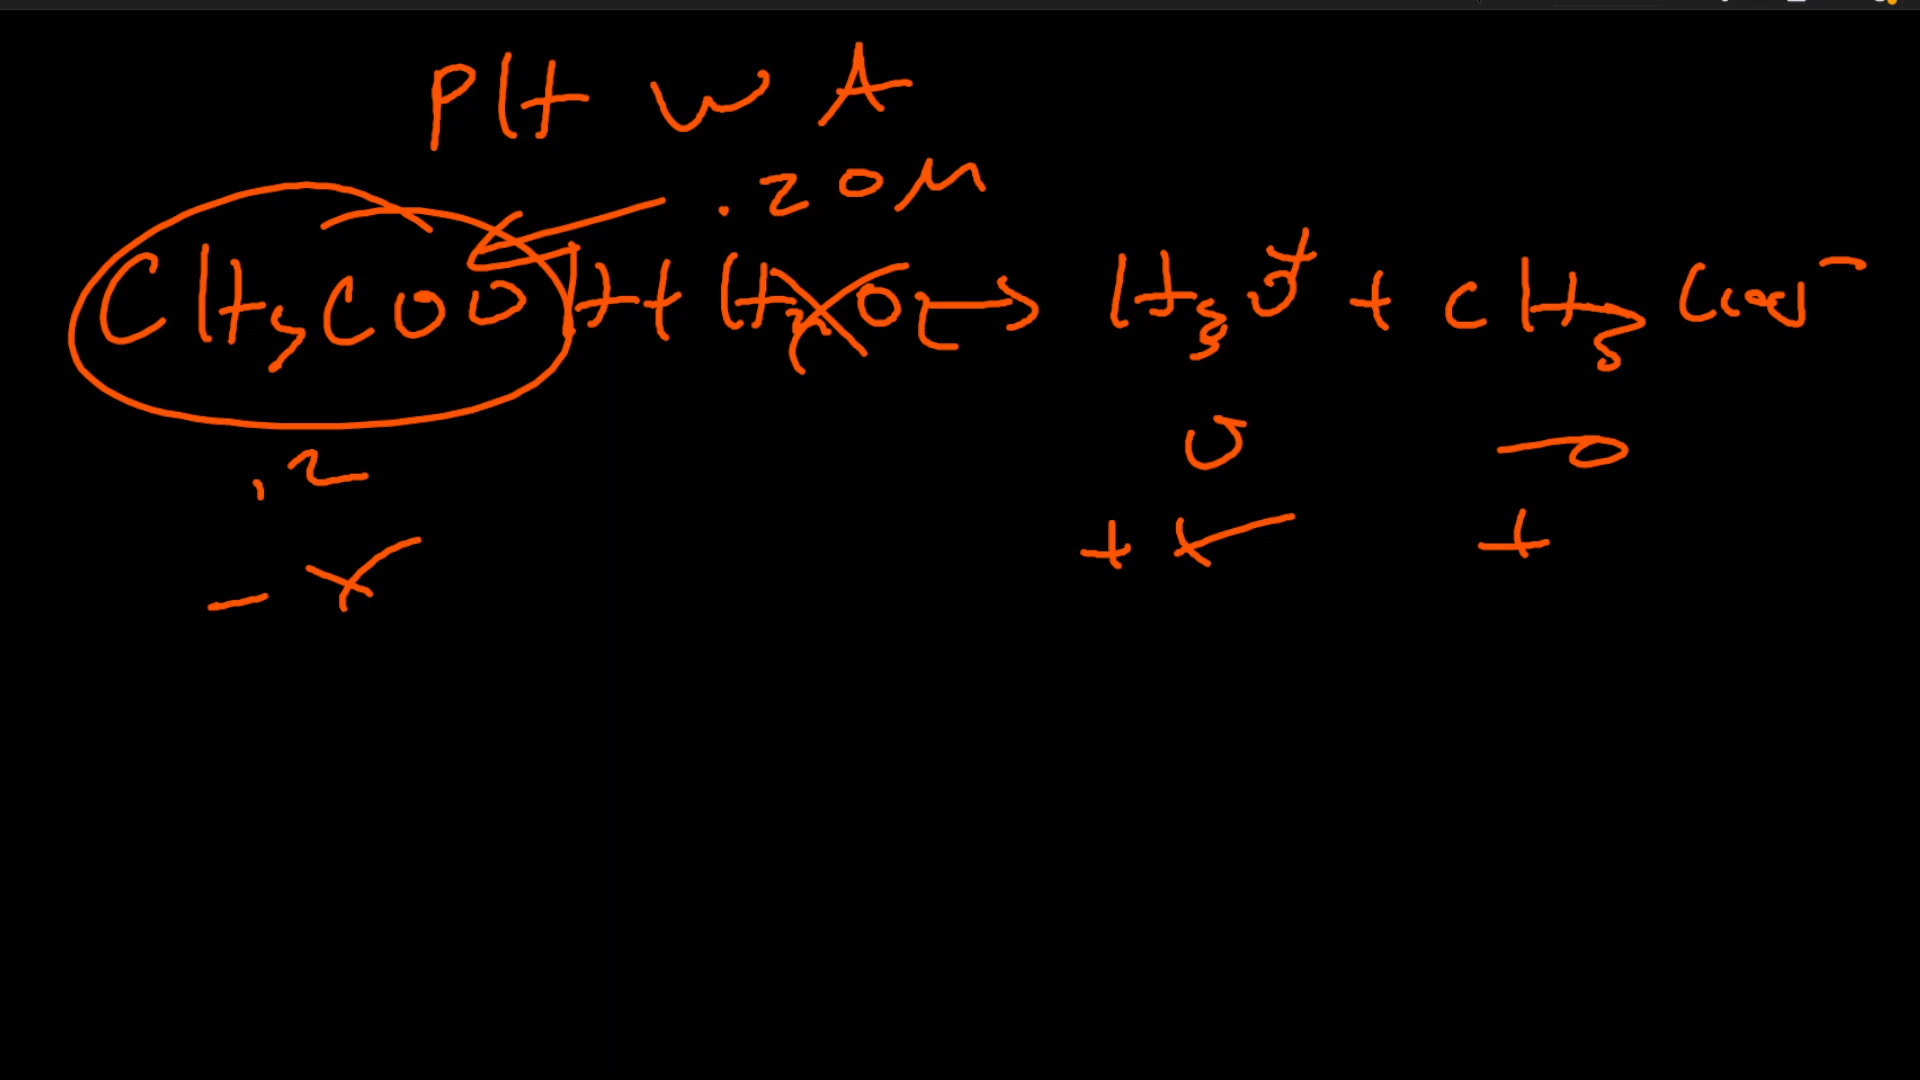 PH W A
.20M
CH3COOH + H2O ⟷ H3O+ + CH3COO-
.2 0 0
- x + x +